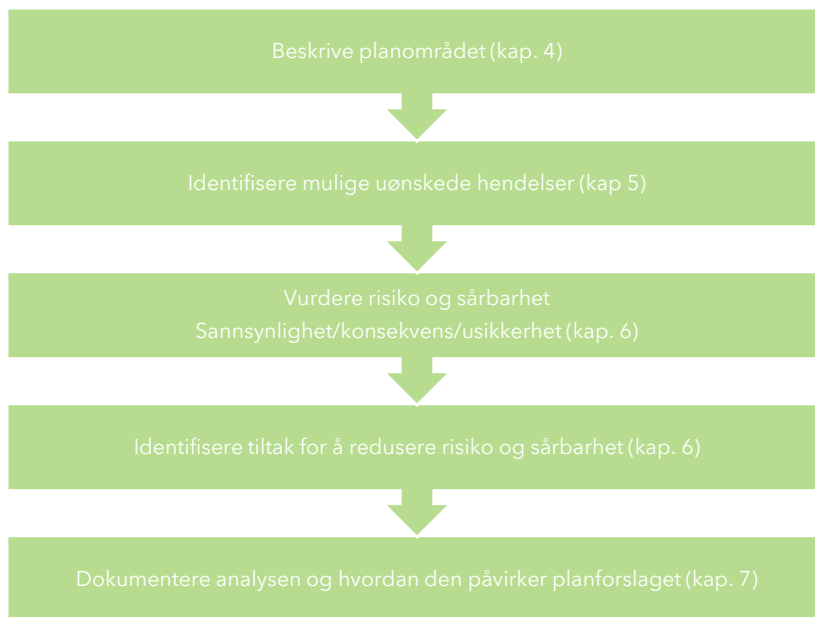 Beskrive planområdet (kap. 4)
Identifisere mulige uønskede hendelser (kap 5)
Vurdere risiko og sårbarhet
Sannsynlighet/konsekvens/usikkerhet (kap. 6)
Identifisere tiltak for å redusere risiko og sårbarhet (kap. 6)
Dokumentere analysen og hvordan den påvirker planforslaget (kap. 7)